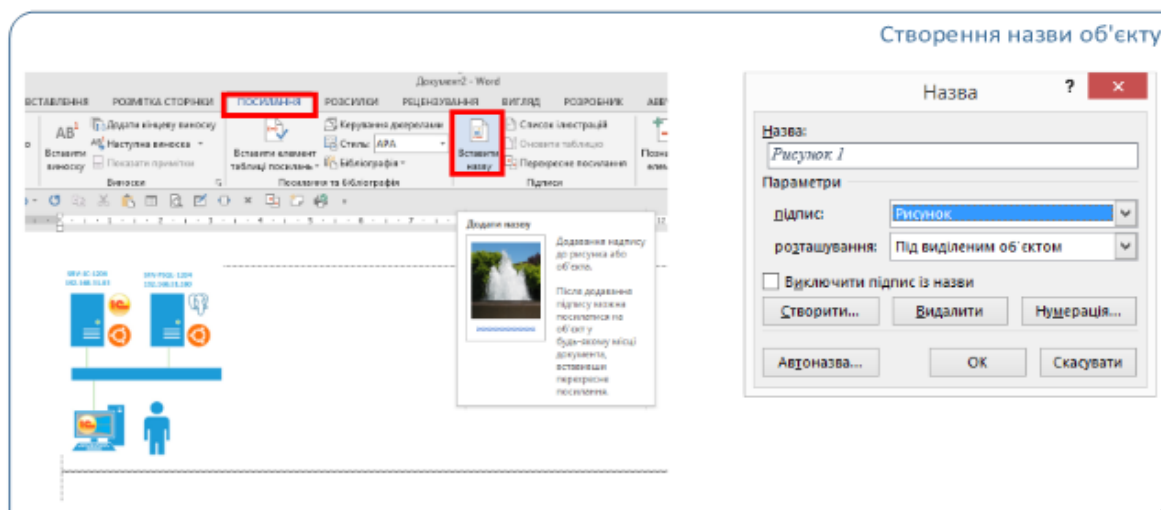 Створення назви об'єкту
Документ2 - Word
РОЗМІТКА СТОРІНКИ ПОСИЛАННЯ РОЗСИЛКИ РЕЦЕНЗУВАННЯ ВИГЛЯД РОЗРОБНИК
AB¹ Додати кінцеву виноску
Наступна виноска
Показати примітки
Вставити виноску
Виноски
Вставити елемент таблиці посилань
Керування джерелами
Стиль: APA
Бібліографія
Посилання та бібліографія
Вставити назву
Список ілюстрацій
Оновити таблицю
Перехресне посилання
Підписи
Додати назву
Додавання надпису
до рисунка або
об'єкта.
Після додавання
підпису можна
посилатися на
об'єкт у
будь-якому місці
документа,
вставивши
перехресне
посилання.
Назва ?
Назва:
Рисунок 1
Параметри
підпис: Рисунок
розташування: Під виділеним об'єктом
Виключити підпис із назви
Створити... Видалити Нумерація...
Автоназва... ОК Скасувати